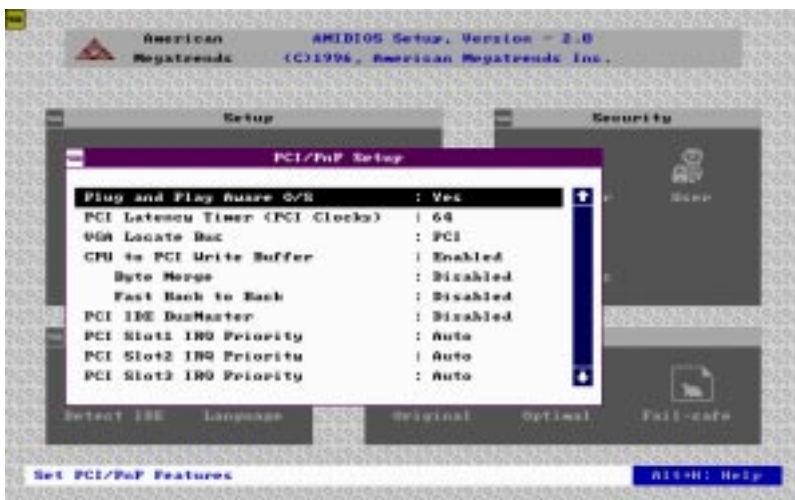 American
Megatrends
AMIBIOS Setup, Version - 2.0
(C)1996, American Megatrends Inc.
Setup
Security
PCI/PnP Setup
Plug and Play Aware O/S : Yes
PCI Latency Timer (PCI Clocks) : 64
VGA Locate Bus : PCI
CPU to PCI Write Buffer : Enabled
Byte Merge : Disabled
Fast Back to Back : Disabled
PCI IDE BusMaster : Disabled
PCI Slot1 IRQ Priority : Auto
PCI Slot2 IRQ Priority : Auto
PCI Slot3 IRQ Priority : Auto
User
Detect IDE
Language
Original
Optimal
Fail-safe
Set PCI/PnP Features
Alt+H: Help